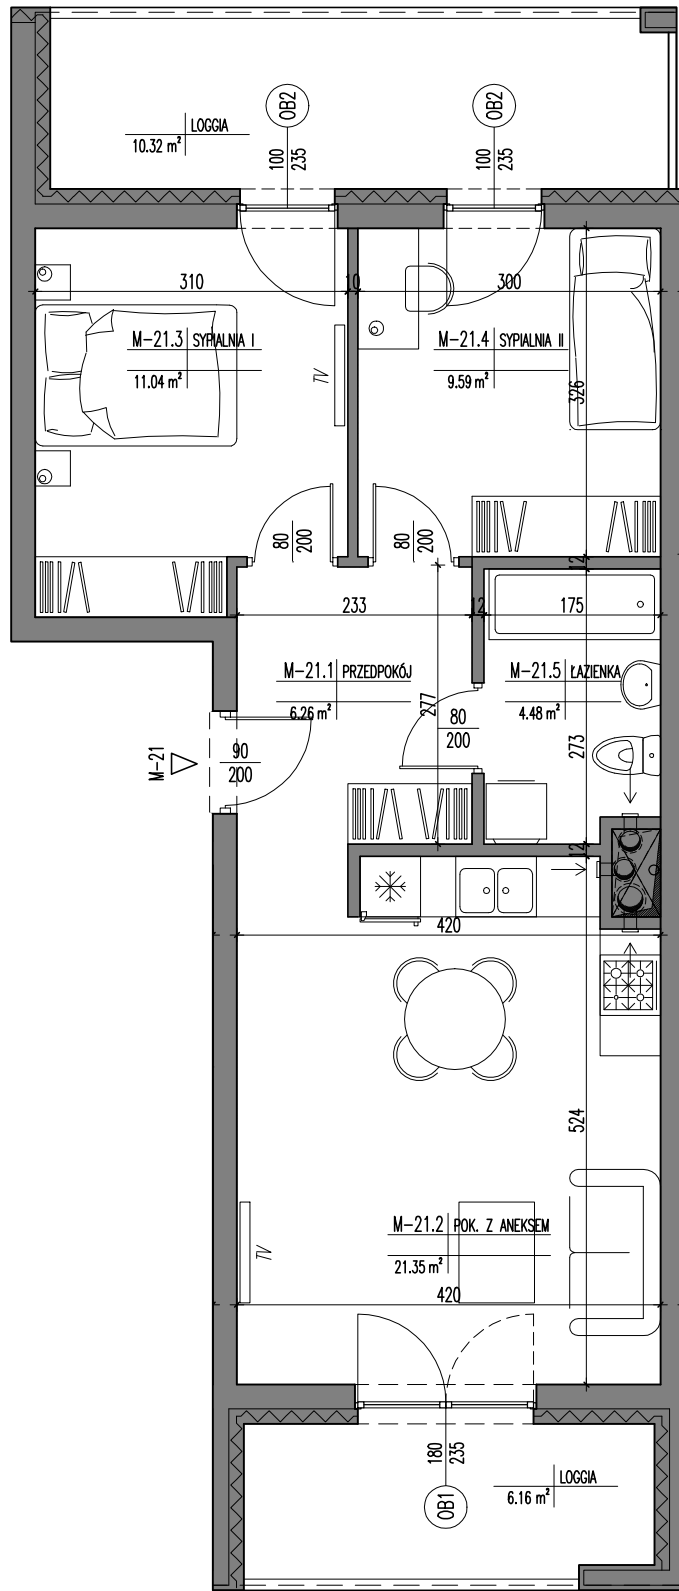 OB2
OB2
LOGGIA
10.32 m²
100
235
100
235
310
10
300
M-21.3 SYPIALNIA I
11.04 m²
TV
M-21.4 SYPIALNIA II
9.59 m²
326
80
200
80
200
12
233
12
175
M-21.1 PRZEDPOKÓJ
6.26 m²
277
M-21.5 ŁAZIENKA
4.48 m²
80
200
273
M-21
90
200
12
420
524
M-21.2 POK. Z ANEKSEM
21.35 m²
TV
420
180
235
LOGGIA
6.16 m²
OB1